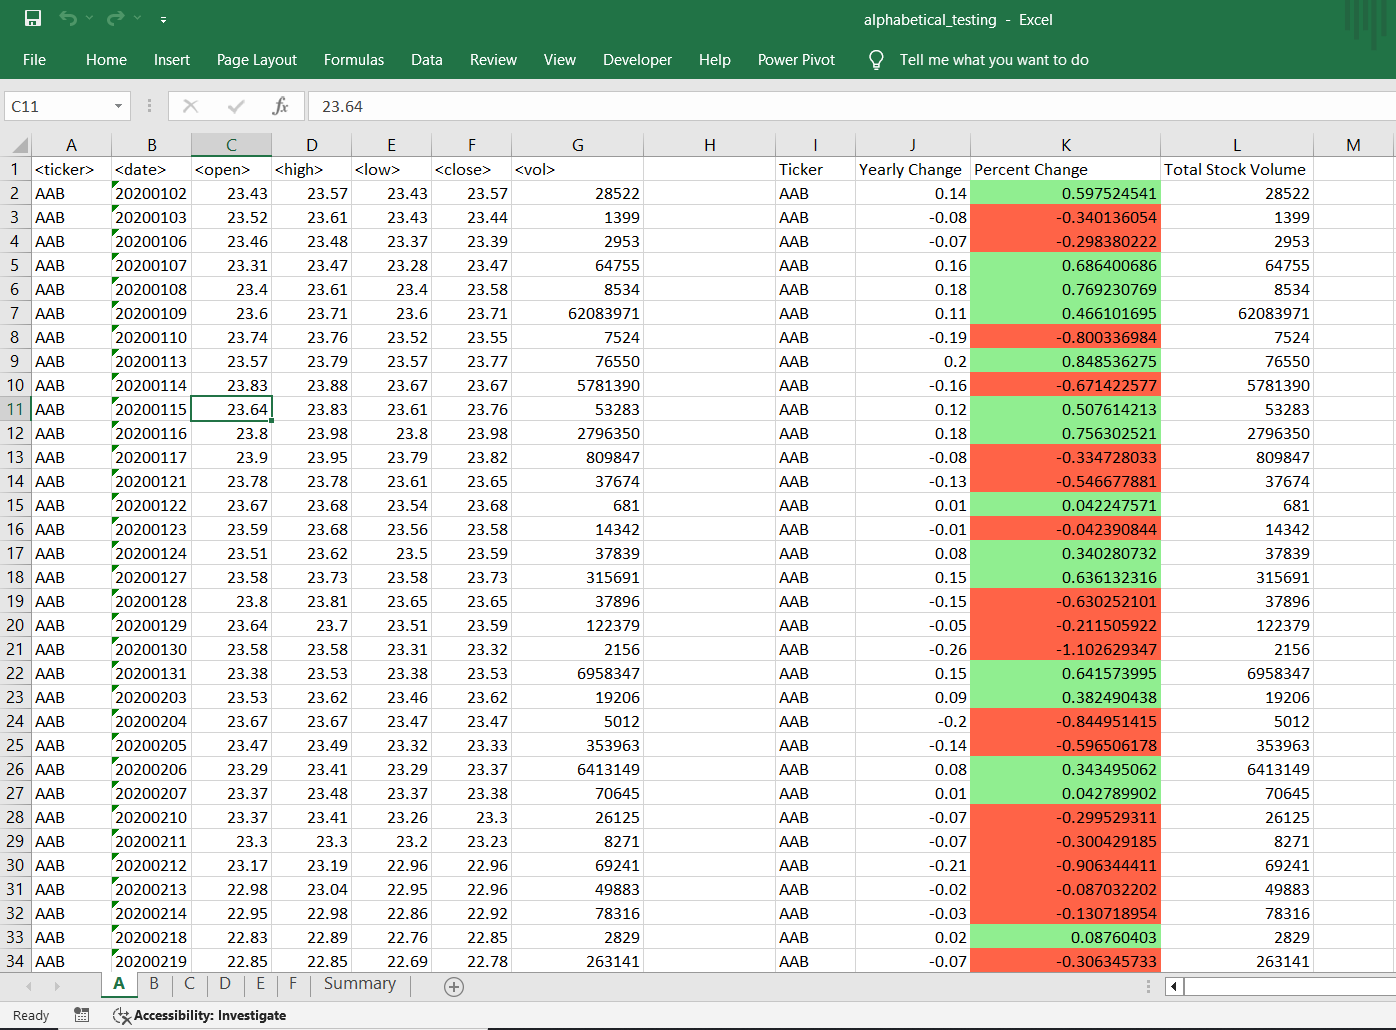 alphabetical_testing - Excel
File Home Insert Page Layout Formulas Data Review View Developer Help Power Pivot Tell me what you want to do
C11 fx 23.64
A B C D E F G H I J K L M
1 <ticker> <date> <open> <high> <low> <close> <vol> Ticker Yearly Change Percent Change Total Stock Volume
2 AAB 20200102 23.43 23.57 23.43 23.57 28522 AAB 0.14 0.597524541 28522
3 AAB 20200103 23.52 23.61 23.43 23.44 1399 AAB -0.08 -0.340136054 1399
4 AAB 20200106 23.46 23.48 23.37 23.39 2953 AAB -0.07 -0.298380222 2953
5 AAB 20200107 23.31 23.47 23.28 23.47 64755 AAB 0.16 0.686400686 64755
6 AAB 20200108 23.4 23.61 23.4 23.58 8534 AAB 0.18 0.769230769 8534
7 AAB 20200109 23.6 23.71 23.6 23.71 62083971 AAB 0.11 0.466101695 62083971
8 AAB 20200110 23.74 23.76 23.52 23.55 7524 AAB -0.19 -0.800336984 7524
9 AAB 20200113 23.57 23.79 23.57 23.77 76550 AAB 0.2 0.848536275 76550
10 AAB 20200114 23.83 23.88 23.67 23.67 5781390 AAB -0.16 -0.671422577 5781390
11 AAB 20200115 23.64 23.83 23.61 23.76 53283 AAB 0.12 0.507614213 53283
12 AAB 20200116 23.8 23.98 23.8 23.98 2796350 AAB 0.18 0.756302521 2796350
13 AAB 20200117 23.9 23.95 23.79 23.82 809847 AAB -0.08 -0.334728033 809847
14 AAB 20200121 23.78 23.78 23.61 23.65 37674 AAB -0.13 -0.546677881 37674
15 AAB 20200122 23.67 23.68 23.54 23.68 681 AAB 0.01 0.042247571 681
16 AAB 20200123 23.59 23.68 23.56 23.58 14342 AAB -0.01 -0.042390844 14342
17 AAB 20200124 23.51 23.62 23.5 23.59 37839 AAB 0.08 0.340280732 37839
18 AAB 20200127 23.58 23.73 23.58 23.73 315691 AAB 0.15 0.636132316 315691
19 AAB 20200128 23.8 23.81 23.65 23.65 37896 AAB -0.15 -0.630252101 37896
20 AAB 20200129 23.64 23.7 23.51 23.59 122379 AAB -0.05 -0.211505922 122379
21 AAB 20200130 23.58 23.58 23.31 23.32 2156 AAB -0.26 -1.102629347 2156
22 AAB 20200131 23.38 23.53 23.38 23.53 6958347 AAB 0.15 0.641573995 6958347
23 AAB 20200203 23.53 23.62 23.46 23.62 19206 AAB 0.09 0.382490438 19206
24 AAB 20200204 23.67 23.67 23.47 23.47 5012 AAB -0.2 -0.844951415 5012
25 AAB 20200205 23.47 23.49 23.32 23.33 353963 AAB -0.14 -0.596506178 353963
26 AAB 20200206 23.29 23.41 23.29 23.37 6413149 AAB 0.08 0.343495062 6413149
27 AAB 20200207 23.37 23.48 23.37 23.38 70645 AAB 0.01 0.042789902 70645
28 AAB 20200210 23.37 23.41 23.26 23.3 26125 AAB -0.07 -0.299529311 26125
29 AAB 20200211 23.3 23.3 23.2 23.23 8271 AAB -0.07 -0.300429185 8271
30 AAB 20200212 23.17 23.19 22.96 22.96 69241 AAB -0.21 -0.906344411 69241
31 AAB 20200213 22.98 23.04 22.95 22.96 49883 AAB -0.02 -0.087032202 49883
32 AAB 20200214 22.95 22.98 22.86 22.92 78316 AAB -0.03 -0.130718954 78316
33 AAB 20200218 22.83 22.89 22.76 22.85 2829 AAB 0.02 0.08760403 2829
34 AAB 20200219 22.85 22.85 22.69 22.78 263141 AAB -0.07 -0.306345733 263141
A B C D E F Summary
Ready Accessibility: Investigate